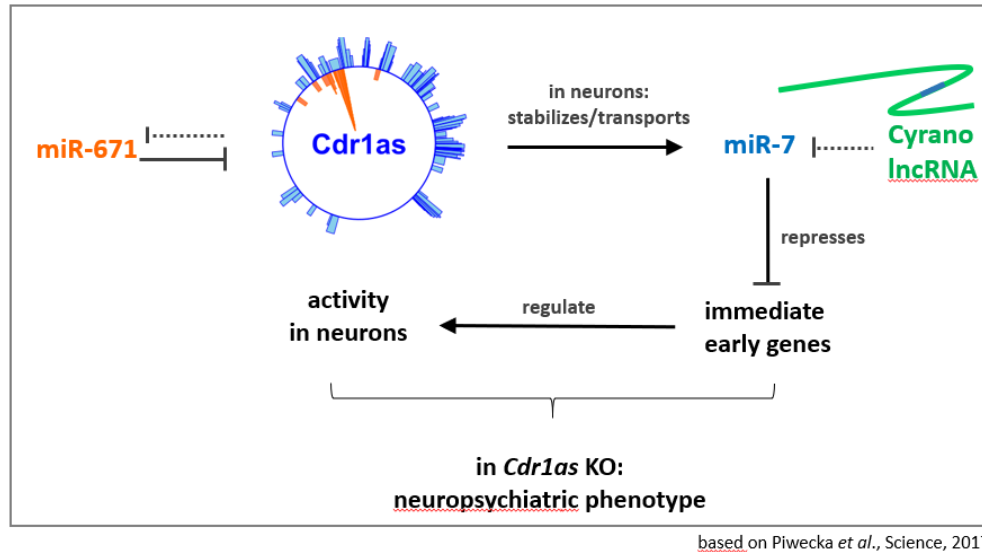 in neurons:
stabilizes/transports
miR-671
Cdr1as
miR-7
Cyrano
lncRNA
represses
activity
in neurons
regulate
immediate
early genes
in Cdr1as KO:
neuropsychiatric phenotype
based on Piwecka et al., Science, 2017